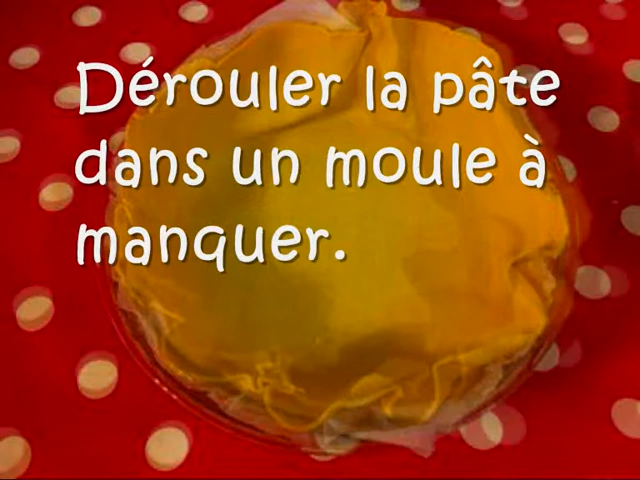 Dérouler la pâte
dans un moule à
manquer.